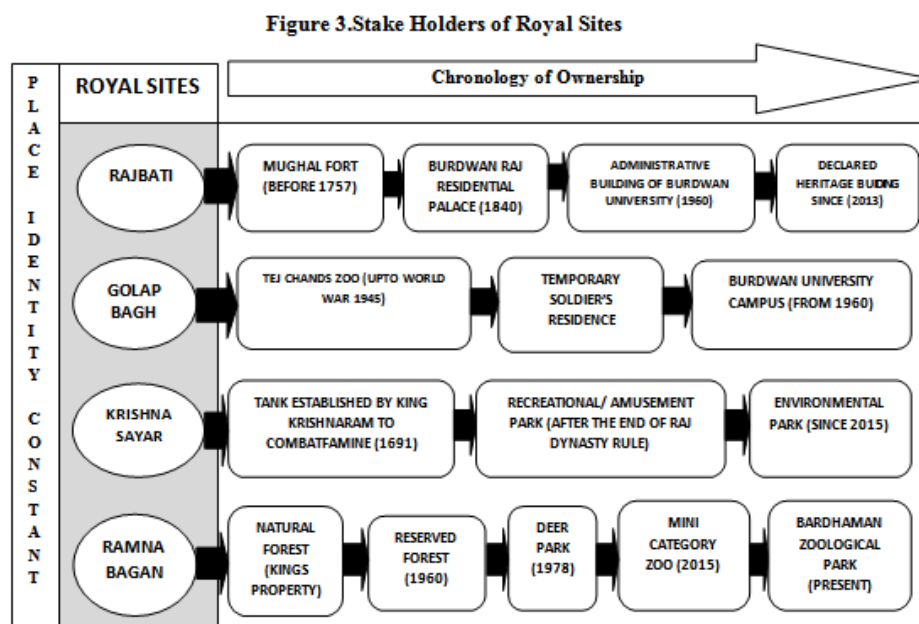 Figure 3.Stake Holders of Royal Sites
PLACE IDENTITY CONSTANT
ROYAL SITES
Chronology of Ownership
RAJBATI
MUGHAL FORT
(BEFORE 1757)
BURDWAN RAJ
RESIDENTIAL
PALACE (1840)
ADMINISTRATIVE
BUILDING OF BURDWAN
UNIVERSITY (1960)
DECLARED
HERITAGE BUIDING
SINCE (2013)
GOLAP
BAGH
TEJ CHANDS ZOO (UPTO WORLD
WAR 1945)
TEMPORARY
SOLDIER'S
RESIDENCE
BURDWAN UNIVERSITY
CAMPUS (FROM 1960)
KRISHNA
SAYAR
TANK ESTABLISHED BY KING
KRISHNARAM TO
COMBATFAMINE (1691)
RECREATIONAL/ AMUSEMENT
PARK (AFTER THE END OF RAJ
DYNASTY RULE)
ENVIRONMENTAL
PARK (SINCE 2015)
RAMNA
BAGAN
NATURAL
FOREST
(KINGS
PROPERTY)
RESERVED
FOREST
(1960)
DEER
PARK
(1978)
MINI
CATEGORY
ZOO (2015)
BARDHAMAN
ZOOLOGICAL
PARK
(PRESENT)